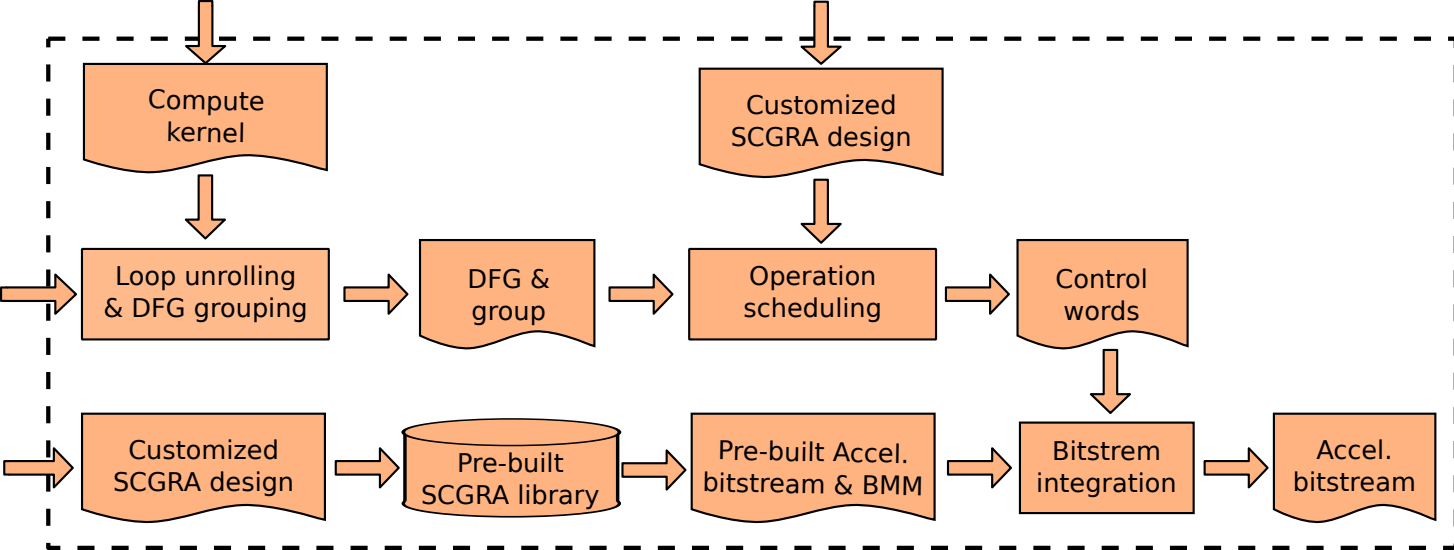 Compute
kernel
Customized
SCGRA design
Loop unrolling
& DFG grouping
DFG &
group
Operation
scheduling
Control
words
Customized
SCGRA design
Pre-built
SCGRA library
Pre-built Accel.
bitstream & BMM
Bitstrem
integration
Accel.
bitstream